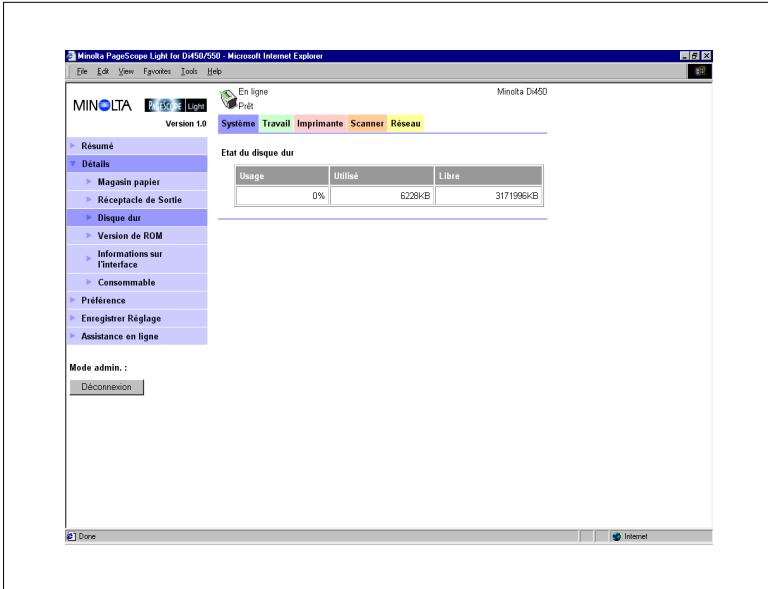 Minolta PageScope Light for Di450/550 - Microsoft Internet Explorer
File Edit View Favorites Tools Help
MINOLTA PAGESCOPE Light
Version 1.0
En ligne
Prêt
Minolta Di450
Système Travail Imprimante Scanner Réseau
Résumé
Détails
Magasin papier
Réceptacle de Sortie
Disque dur
Version de ROM
Informations sur
l'interface
Consommable
Préférence
Enregistrer Réglage
Assistance en ligne
Mode admin. :
Déconnexion
Etat du disque dur
Usage Utilisé Libre
0% 6228KB 3171996KB
Done
Internet